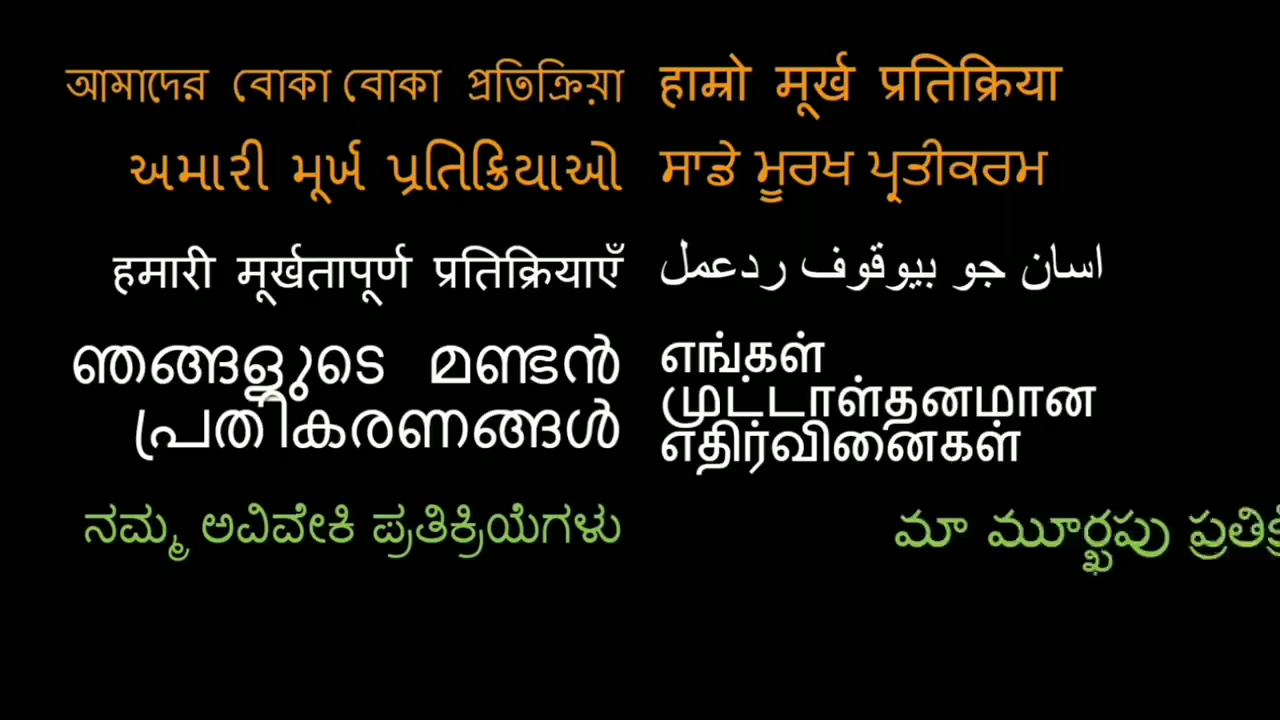 আমাদের বোকা বোকা প্রতিক্রিয়া
हाम्रो मूर्ख प्रतिक्रिया
અમારી મૂર્ખ પ્રતિક્રિયાઓ
ਸਾਡੇ ਮੂਰਖ ਪ੍ਰਤੀਕਰਮ
हमारी मूर्खतापूर्ण प्रतिक्रियाएँ
اسان جو بيوقوف ردعمل
ഞങ്ങളുടെ മണ്ടൻ
പ്രതികരണങ്ങൾ
எங்கள்
முட்டாள்தனமான
எதிர்வினைகள்
ನಮ್ಮ ಅವಿವೇಕಿ ಪ್ರತಿಕ್ರಿಯೆಗಳು
మా మూర్ఖపు